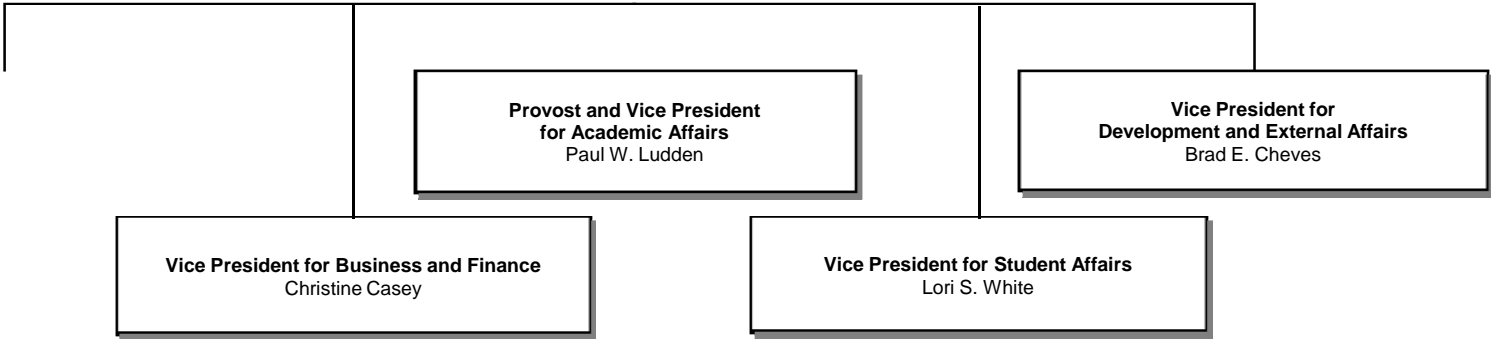 Provost and Vice President
for Academic Affairs
Paul W. Ludden
Vice President for
Development and External Affairs
Brad E. Cheves
Vice President for Business and Finance
Christine Casey
Vice President for Student Affairs
Lori S. White